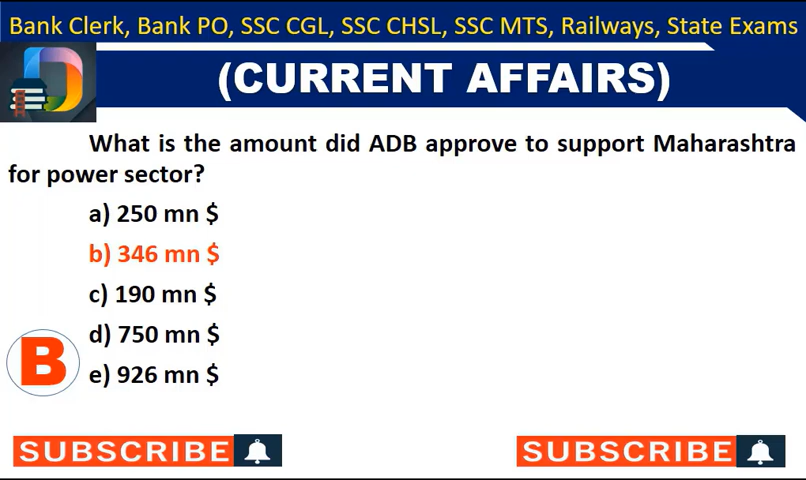 Bank Clerk, Bank PO, SSC CGL, SSC CHSL, SSC MTS, Railways, State Exams
(CURRENT AFFAIRS)
What is the amount did ADB approve to support Maharashtra
for power sector?
a) 250 mn $
b) 346 mn $
c) 190 mn $
d) 750 mn $
e) 926 mn $
B
SUBSCRIBE
SUBSCRIBE